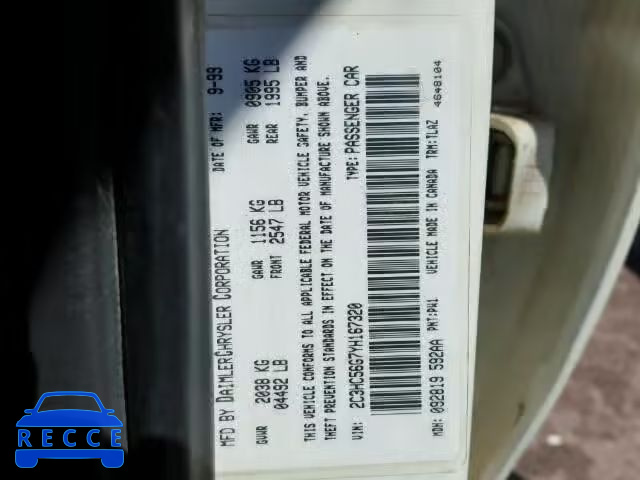 MFD BY DAIMLERCHRYSLER CORPORATION DATE OF MFR: 9-99
GVWR 2038 KG GAWR 1156 KG GAWR 0905 KG
04492 LB FRONT 2547 LB REAR 1995 LB
THIS VEHICLE CONFORMS TO ALL APPLICABLE FEDERAL MOTOR VEHICLE SAFETY, BUMPER AND
THEFT PREVENTION STANDARDS IN EFFECT ON THE DATE OF MANUFACTURE SHOWN ABOVE.
VIN: 2C3HC56G7YH167320 TYPE: PASSENGER CAR
MDH: 092819 592AA PNT: PW1 VEHICLE MADE IN CANADA TRM: TLAZ
4648104
RECCE